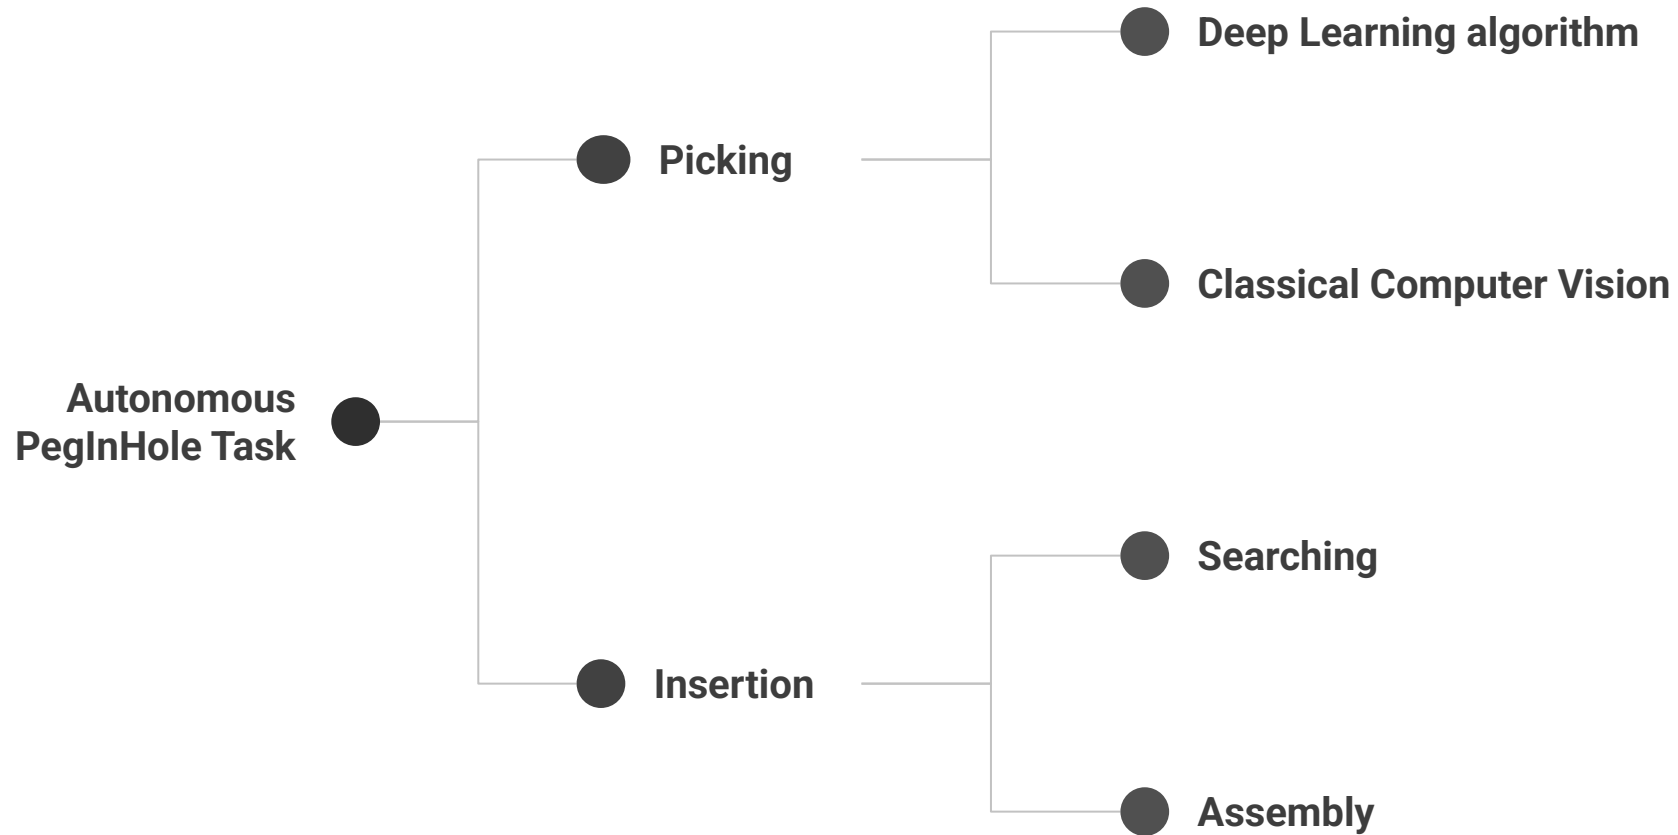 Deep Learning algorithm
Picking
Classical Computer Vision
Autonomous
PegInHole Task
Searching
Insertion
Assembly